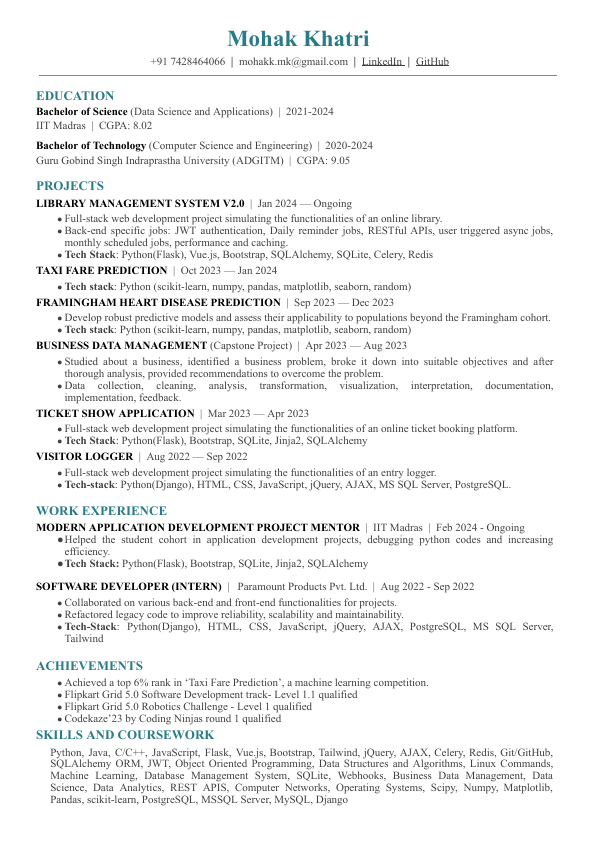 Mohak Khatri
+91 7428464066 | mohakk.mk@gmail.com | LinkedIn | GitHub
EDUCATION
Bachelor of Science (Data Science and Applications) | 2021-2024
IIT Madras | CGPA: 8.02
Bachelor of Technology (Computer Science and Engineering) | 2020-2024
Guru Gobind Singh Indraprastha University (ADGITM) | CGPA: 9.05
PROJECTS
LIBRARY MANAGEMENT SYSTEM V2.0 | Jan 2024 — Ongoing
• Full-stack web development project simulating the functionalities of an online library.
• Back-end specific jobs: JWT authentication, Daily reminder jobs, RESTful APIs, user triggered async jobs,
monthly scheduled jobs, performance and caching.
• Tech Stack: Python(Flask), Vue.js, Bootstrap, SQLAlchemy, SQLite, Celery, Redis
TAXI FARE PREDICTION | Oct 2023 — Jan 2024
• Tech stack: Python (scikit-learn, numpy, pandas, matplotlib, seaborn, random)
FRAMINGHAM HEART DISEASE PREDICTION | Sep 2023 — Dec 2023
• Develop robust predictive models and assess their applicability to populations beyond the Framingham cohort.
• Tech stack: Python (scikit-learn, numpy, pandas, matplotlib, seaborn, random)
BUSINESS DATA MANAGEMENT (Capstone Project) | Apr 2023 — Aug 2023
• Studied about a business, identified a business problem, broke it down into suitable objectives and after
thorough analysis, provided recommendations to overcome the problem.
• Data collection, cleaning, analysis, transformation, visualization, interpretation, documentation,
implementation, feedback.
TICKET SHOW APPLICATION | Mar 2023 — Apr 2023
• Full-stack web development project simulating the functionalities of an online ticket booking platform.
• Tech Stack: Python(Flask), Bootstrap, SQLite, Jinja2, SQLAlchemy
VISITOR LOGGER | Aug 2022 — Sep 2022
• Full-stack web development project simulating the functionalities of an entry logger.
• Tech-stack: Python(Django), HTML, CSS, JavaScript, jQuery, AJAX, MS SQL Server, PostgreSQL.
WORK EXPERIENCE
MODERN APPLICATION DEVELOPMENT PROJECT MENTOR | IIT Madras | Feb 2024 - Ongoing
•Helped the student cohort in application development projects, debugging python codes and increasing
efficiency.
•Tech Stack: Python(Flask), Bootstrap, SQLite, Jinja2, SQLAlchemy
SOFTWARE DEVELOPER (INTERN) | Paramount Products Pvt. Ltd. | Aug 2022 - Sep 2022
• Collaborated on various back-end and front-end functionalities for projects.
• Refactored legacy code to improve reliability, scalability and maintainability.
• Tech-Stack: Python(Django), HTML, CSS, JavaScript, jQuery, AJAX, PostgreSQL, MS SQL Server,
Tailwind
ACHIEVEMENTS
• Achieved a top 6% rank in ‘Taxi Fare Prediction’, a machine learning competition.
• Flipkart Grid 5.0 Software Development track- Level 1.1 qualified
• Flipkart Grid 5.0 Robotics Challenge - Level 1 qualified
• Codekaze’23 by Coding Ninjas round 1 qualified
SKILLS AND COURSEWORK
Python, Java, C/C++, JavaScript, Flask, Vue.js, Bootstrap, Tailwind, jQuery, AJAX, Celery, Redis, Git/GitHub,
SQLAlchemy ORM, JWT, Object Oriented Programming, Data Structures and Algorithms, Linux Commands,
Machine Learning, Database Management System, SQLite, Webhooks, Business Data Management, Data
Science, Data Analytics, REST APIS, Computer Networks, Operating Systems, Scipy, Numpy, Matplotlib,
Pandas, scikit-learn, PostgreSQL, MSSQL Server, MySQL, Django